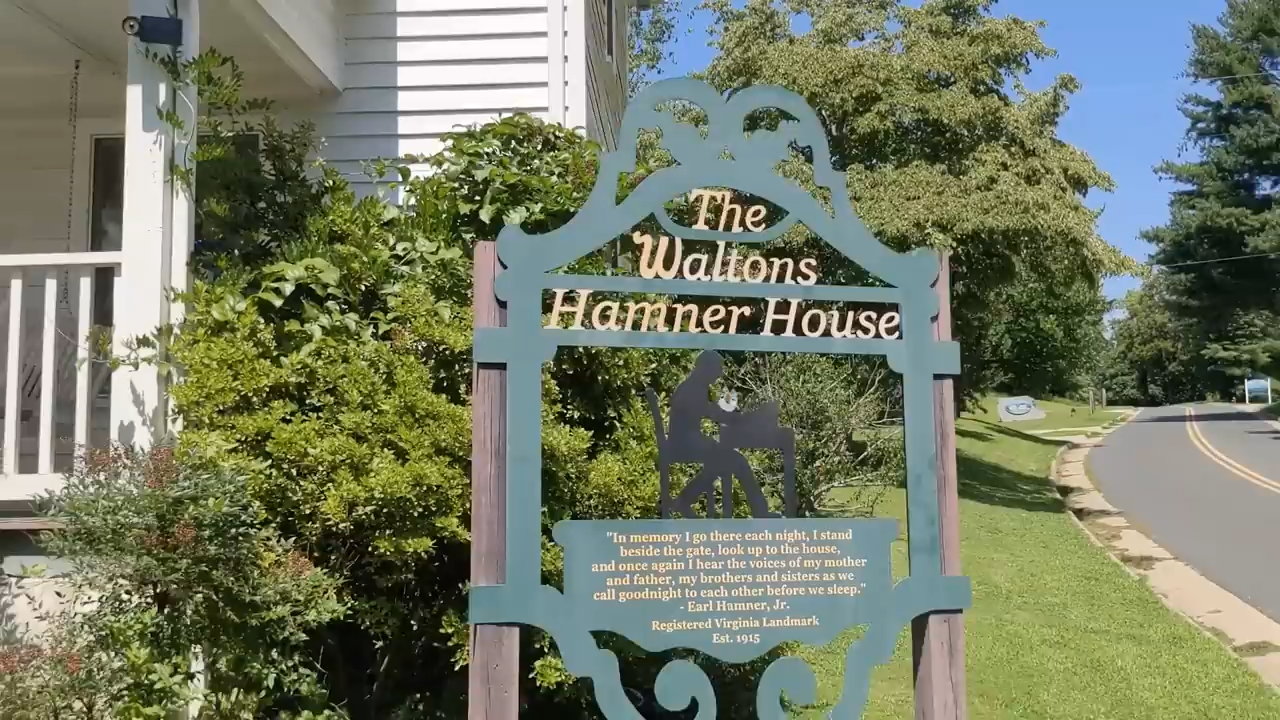 The
Waltons
Hamner House
"In memory I go there each night, I stand
beside the gate, look up to the house,
and once again I hear the voices of my mother
and father, my brothers and sisters as we
call goodnight to each other before we sleep."
- Earl Hamner, Jr.
Registered Virginia Landmark
Est. 1915